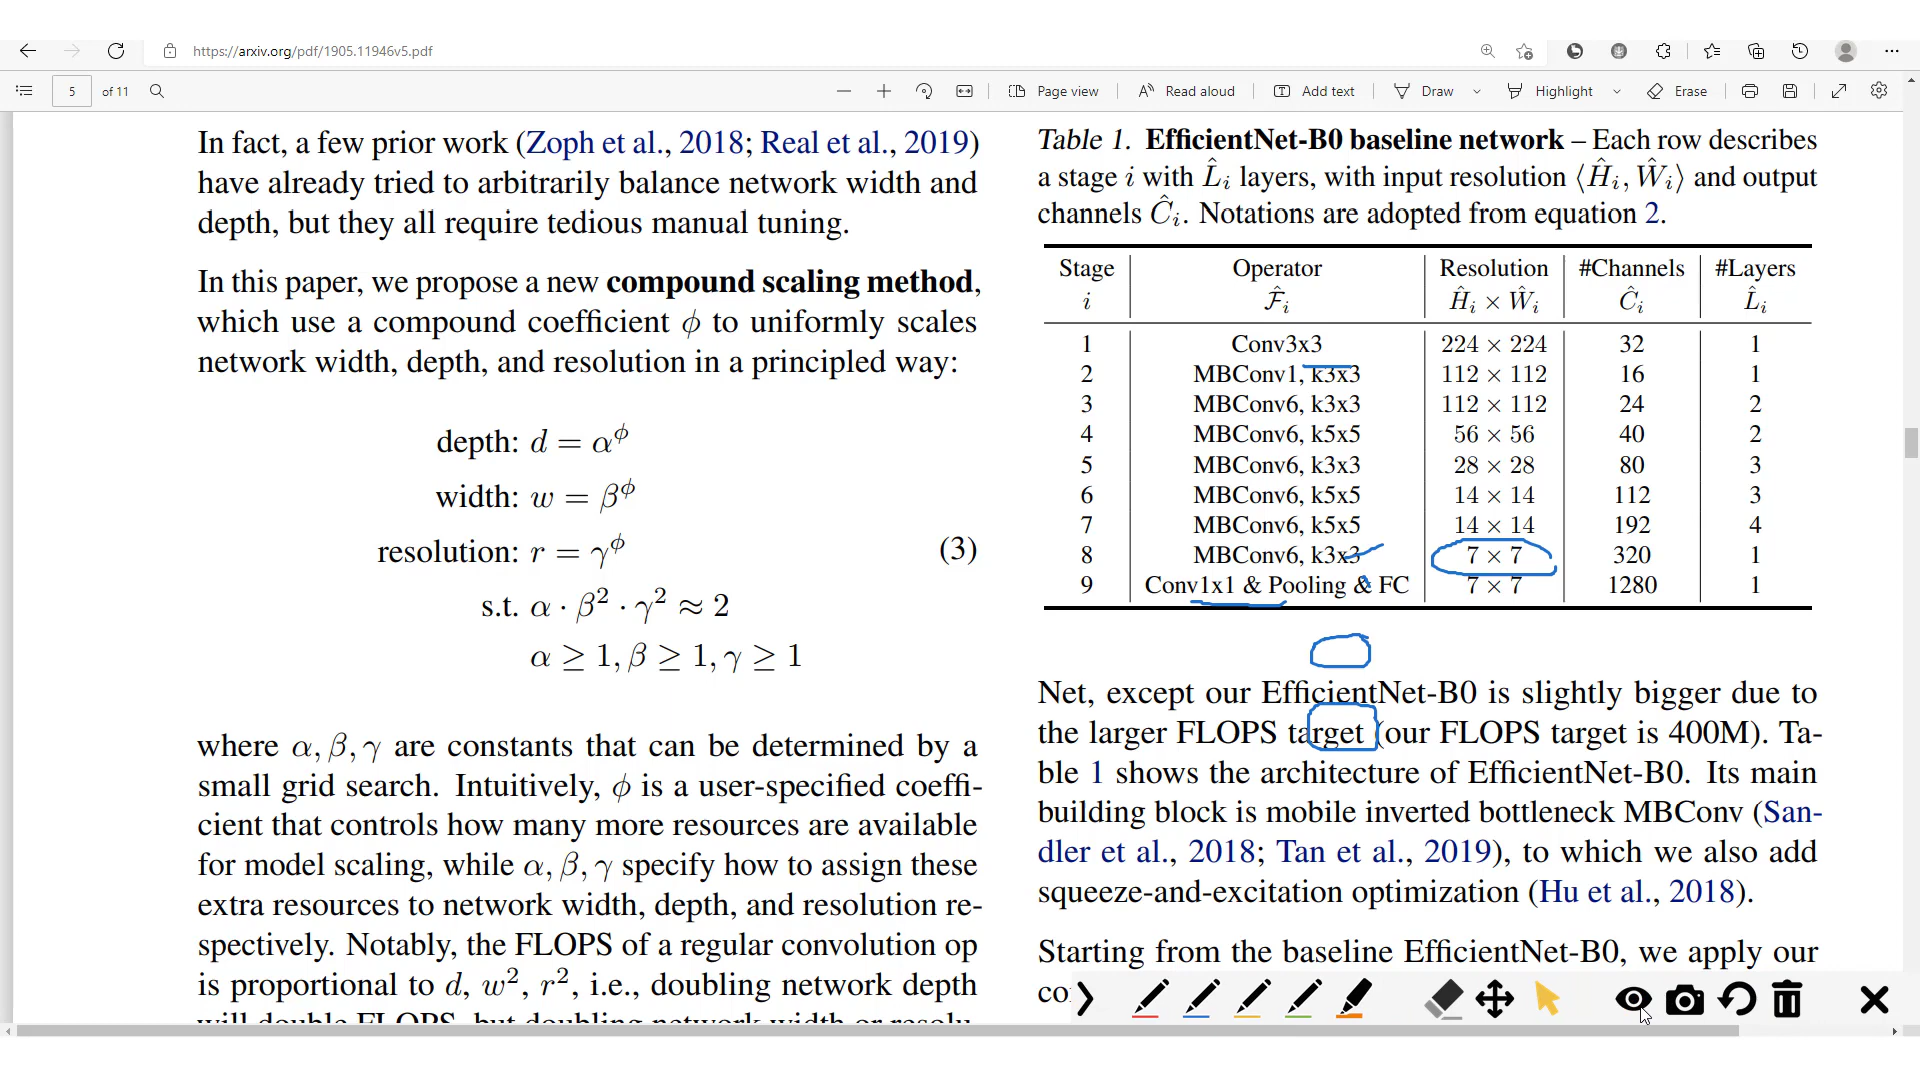 https://arxiv.org/pdf/1905.11946v5.pdf
5 of 11 Page view Read aloud Add text Draw Highlight Erase
In fact, a few prior work (Zoph et al., 2018; Real et al., 2019)
have already tried to arbitrarily balance network width and
depth, but they all require tedious manual tuning.
In this paper, we propose a new compound scaling method,
which use a compound coefficient ϕ to uniformly scales
network width, depth, and resolution in a principled way:
depth: d = α^ϕ
width: w = β^ϕ
resolution: r = γ^ϕ (3)
s.t. α · β² · γ² ≈ 2
α ≥ 1, β ≥ 1, γ ≥ 1
where α, β, γ are constants that can be determined by a
small grid search. Intuitively, ϕ is a user-specified coeffi-
cient that controls how many more resources are available
for model scaling, while α, β, γ specify how to assign these
extra resources to network width, depth, and resolution re-
spectively. Notably, the FLOPS of a regular convolution op
is proportional to d, w², r², i.e., doubling network depth
will double FLOPS, but doubling network width or resolu-
Table 1. EfficientNet-B0 baseline network – Each row describes
a stage i with L̂ᵢ layers, with input resolution ⟨Ĥᵢ, Ŵᵢ⟩ and output
channels Ĉᵢ. Notations are adopted from equation 2.
Stage Operator Resolution #Channels #Layers
i F̂ᵢ Ĥᵢ × Ŵᵢ Ĉᵢ L̂ᵢ
1 Conv3x3 224 × 224 32 1
2 MBConv1, k3x3 112 × 112 16 1
3 MBConv6, k3x3 112 × 112 24 2
4 MBConv6, k5x5 56 × 56 40 2
5 MBConv6, k3x3 28 × 28 80 3
6 MBConv6, k5x5 14 × 14 112 3
7 MBConv6, k5x5 14 × 14 192 4
8 MBConv6, k3x3 7 × 7 320 1
9 Conv1x1 & Pooling & FC 7 × 7 1280 1
Net, except our EfficientNet-B0 is slightly bigger due to
the larger FLOPS target (our FLOPS target is 400M). Ta-
ble 1 shows the architecture of EfficientNet-B0. Its main
building block is mobile inverted bottleneck MBConv (San-
dler et al., 2018; Tan et al., 2019), to which we also add
squeeze-and-excitation optimization (Hu et al., 2018).
Starting from the baseline EfficientNet-B0, we apply our